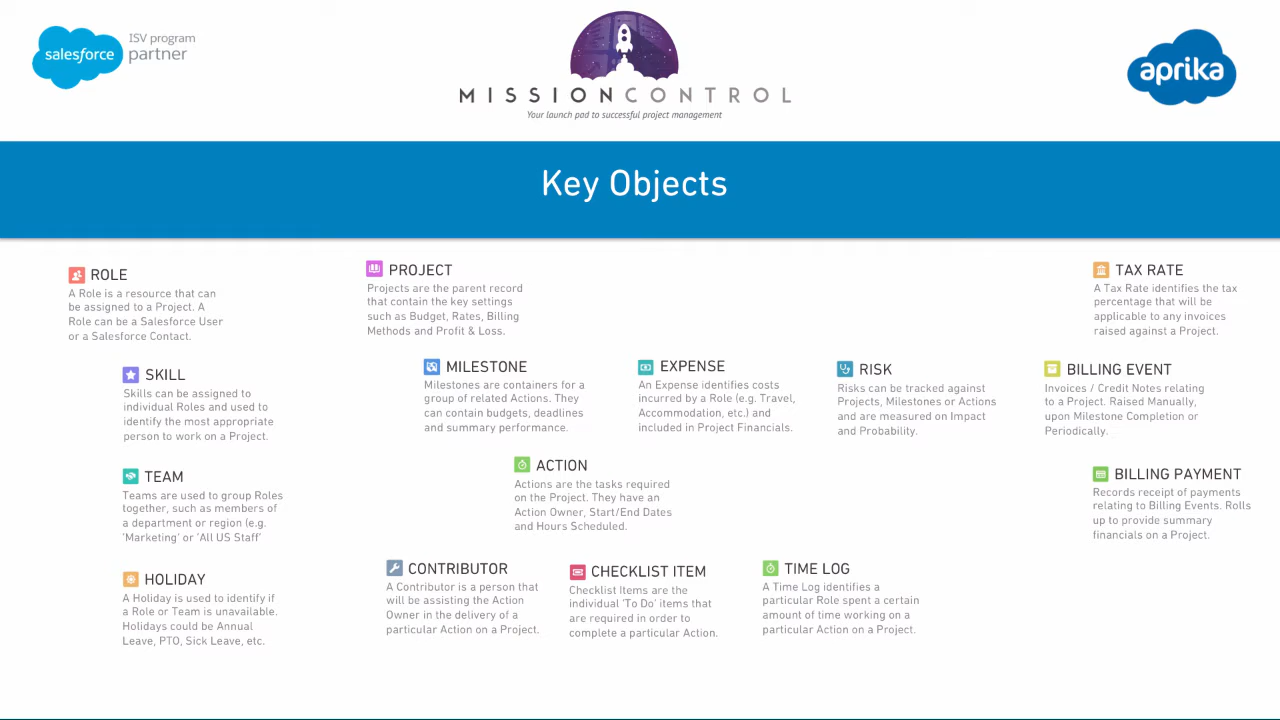 salesforce
ISV program
partner
MISSIONCONTROL
Your launch pad to successful project management
aprika
Key Objects
ROLE
A Role is a resource that can
be assigned to a Project. A
Role can be a Salesforce User
or a Salesforce Contact.
PROJECT
Projects are the parent record
that contain the key settings
such as Budget, Rates, Billing
Methods and Profit & Loss.
TAX RATE
A Tax Rate identifies the tax
percentage that will be
applicable to any invoices
raised against a Project.
SKILL
Skills can be assigned to
individual Roles and used to
identify the most appropriate
person to work on a Project.
MILESTONE
Milestones are containers for a
group of related Actions. They
can contain budgets, deadlines
and summary performance.
EXPENSE
An Expense identifies costs
incurred by a Role (e.g. Travel,
Accommodation, etc.) and
included in Project Financials.
RISK
Risks can be tracked against
Projects, Milestones or Actions
and are measured on Impact
and Probability.
BILLING EVENT
Invoices / Credit Notes relating
to a Project. Raised Manually,
upon Milestone Completion or
Periodically.
TEAM
Teams are used to group Roles
together, such as members of
a department or region (e.g.
'Marketing' or 'All US Staff'
ACTION
Actions are the tasks required
on the Project. They have an
Action Owner, Start/End Dates
and Hours Scheduled.
BILLING PAYMENT
Records receipt of payments
relating to Billing Events. Rolls
up to provide summary
financials on a Project.
HOLIDAY
A Holiday is used to identify if
a Role or Team is unavailable.
Holidays could be Annual
Leave, PTO, Sick Leave, etc.
CONTRIBUTOR
A Contributor is a person that
will be assisting the Action
Owner in the delivery of a
particular Action on a Project.
CHECKLIST ITEM
Checklist Items are the
individual 'To Do' items that
are required in order to
complete a particular Action.
TIME LOG
A Time Log identifies a
particular Role spent a certain
amount of time working on a
particular Action on a Project.